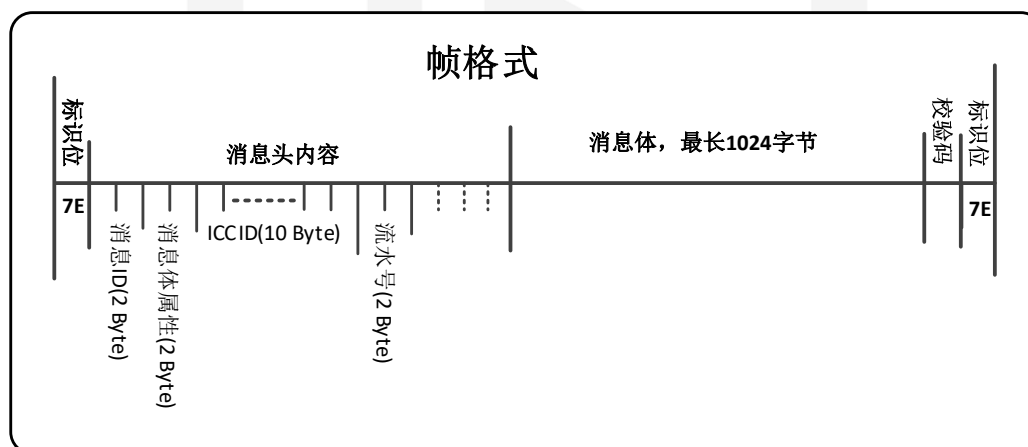 帧格式
标识位
消息头内容
消息体，最长1024字节
校验码
标识位
7E
7E
消息ID(2 Byte)
消息体属性(2 Byte)
ICCID(10 Byte)
流水号(2 Byte)